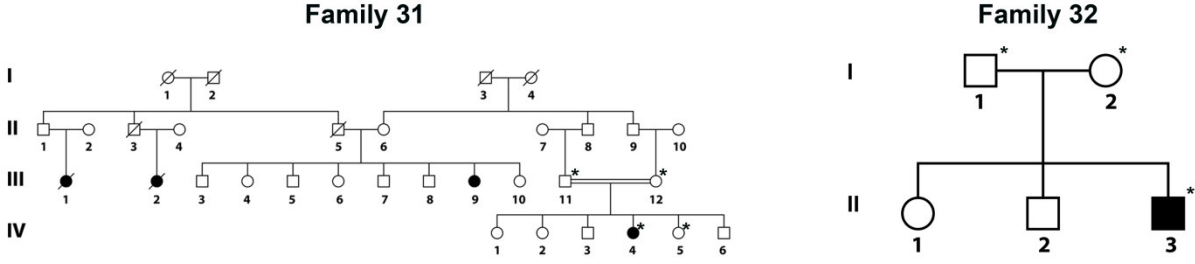 Family 31 Family 32
I 1 2 3 4
II 1 2 3 4 5 6 7 8 9 10
III 1 2 3 4 5 6 7 8 9 10 11 * 12 *
IV 1 2 3 4 * 5 * 6
I 1 * 2 *
II 1 2 3 *